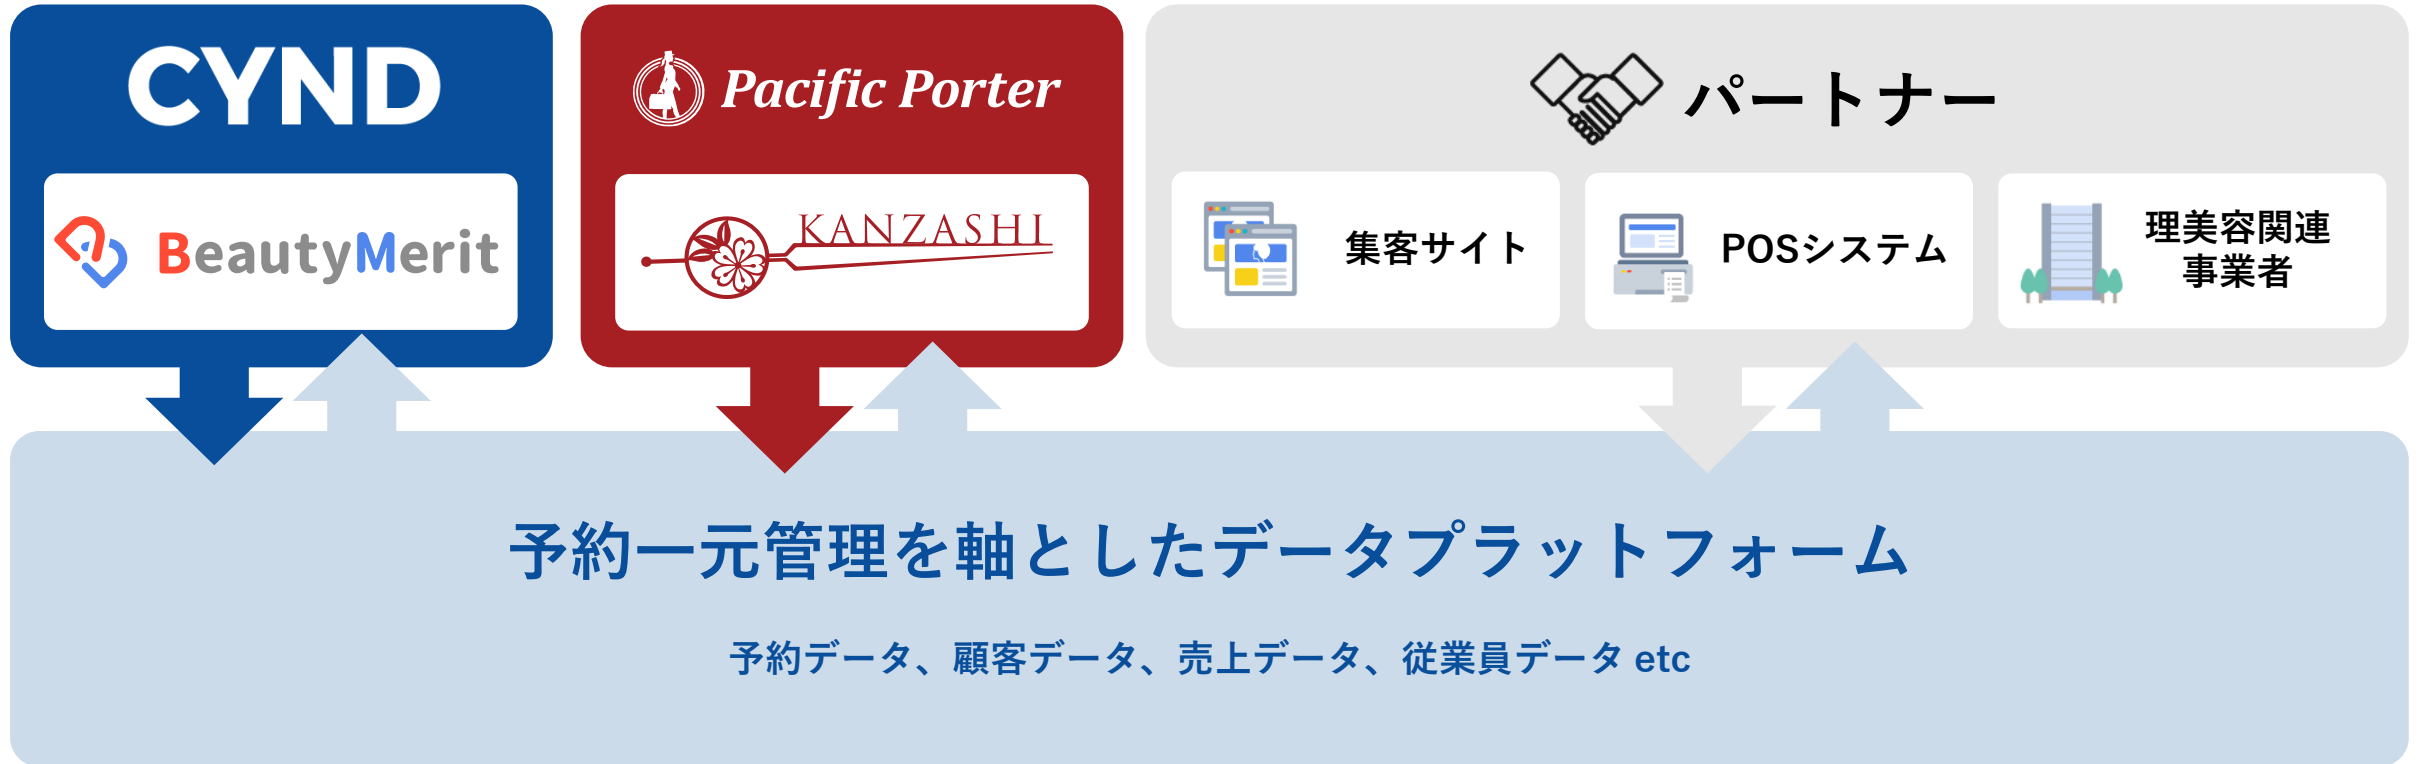 CYND
BeautyMerit
Pacific Porter
KANZASHI
パートナー
集客サイト
POSシステム
理美容関連
事業者
予約一元管理を軸としたデータプラットフォーム
予約データ、顧客データ、売上データ、従業員データ etc